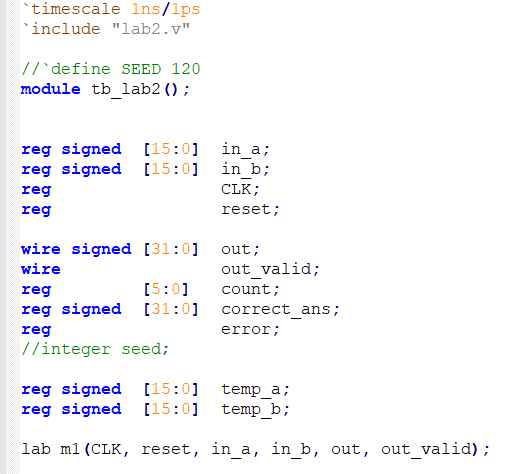 `timescale 1ns/1ps
`include "lab2.v"
//`define SEED 120
module tb_lab2();
reg signed [15:0] in_a;
reg signed [15:0] in_b;
reg CLK;
reg reset;
wire signed [31:0] out;
wire out_valid;
reg [5:0] count;
reg signed [31:0] correct_ans;
reg error;
//integer seed;
reg signed [15:0] temp_a;
reg signed [15:0] temp_b;
lab m1(CLK, reset, in_a, in_b, out, out_valid);